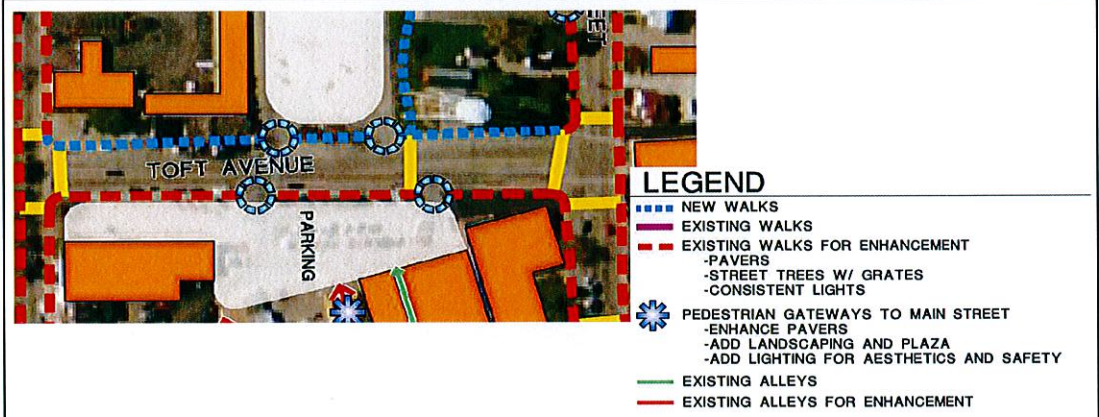 EET
TOFT AVENUE
PARKING
LEGEND
NEW WALKS
EXISTING WALKS
EXISTING WALKS FOR ENHANCEMENT
-PAVERS
-STREET TREES W/ GRATES
-CONSISTENT LIGHTS
PEDESTRIAN GATEWAYS TO MAIN STREET
-ENHANCE PAVERS
-ADD LANDSCAPING AND PLAZA
-ADD LIGHTING FOR AESTHETICS AND SAFETY
EXISTING ALLEYS
EXISTING ALLEYS FOR ENHANCEMENT